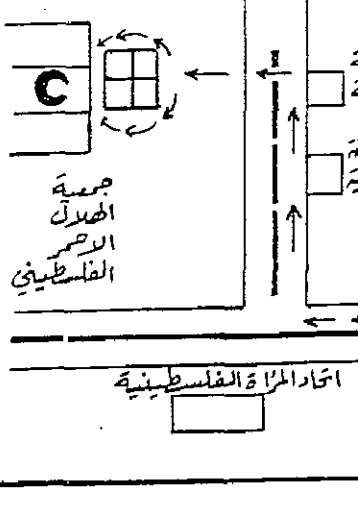 جمعية
الهلال
الاحمر
الفلسطيني
اتحاد المرأة الفلسطينية